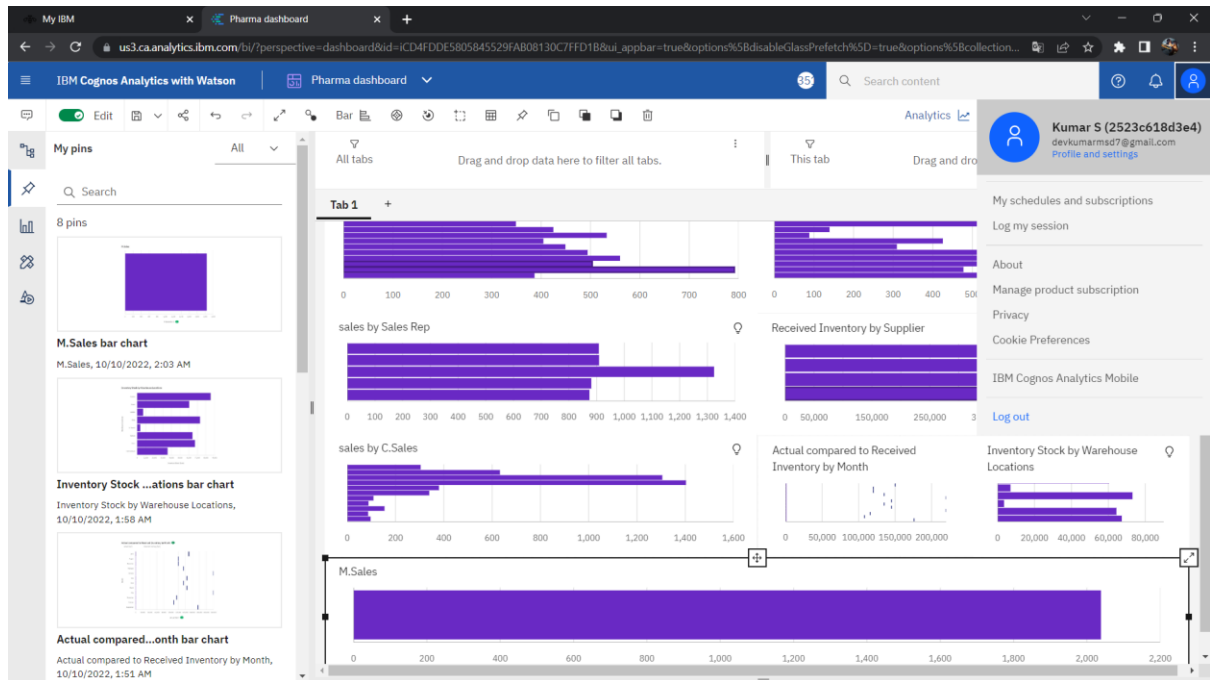 My IBM
Pharma dashboard
us3.ca.analytics.ibm.com/bi/?perspective=dashboard&id=iCD4FDDE5805845529FAB08130C7FFD1B&ui_appbar=true&options%5BdisableGlassPrefetch%5D=true&options%5Bcollection...
IBM Cognos Analytics with Watson
Pharma dashboard
35
Search content
Edit
Bar
Analytics
Kumar S (2523c618d3e4)
devkumarmsd7@gmail.com
Profile and settings
My schedules and subscriptions
Log my session
About
Manage product subscription
Privacy
Cookie Preferences
IBM Cognos Analytics Mobile
Log out
My pins
All
Search
8 pins
M.Sales bar chart
M.Sales, 10/10/2022, 2:03 AM
Inventory Stock ...ations bar chart
Inventory Stock by Warehouse Locations,
10/10/2022, 1:58 AM
Actual compared...onth bar chart
Actual compared to Received Inventory by Month,
10/10/2022, 1:51 AM
All tabs
Drag and drop data here to filter all tabs.
This tab
Drag and dro
Tab 1
0 100 200 300 400 500 600 700 800
0 100 200 300 400 500
sales by Sales Rep
0 100 200 300 400 500 600 700 800 900 1,000 1,100 1,200 1,300 1,400
Received Inventory by Supplier
0 50,000 150,000 250,000 3
sales by C.Sales
0 200 400 600 800 1,000 1,200 1,400 1,600
Actual compared to Received
Inventory by Month
0 50,000 100,000 150,000 200,000
Inventory Stock by Warehouse
Locations
0 20,000 40,000 60,000 80,000
M.Sales
0 200 400 600 800 1,000 1,200 1,400 1,600 1,800 2,000 2,200